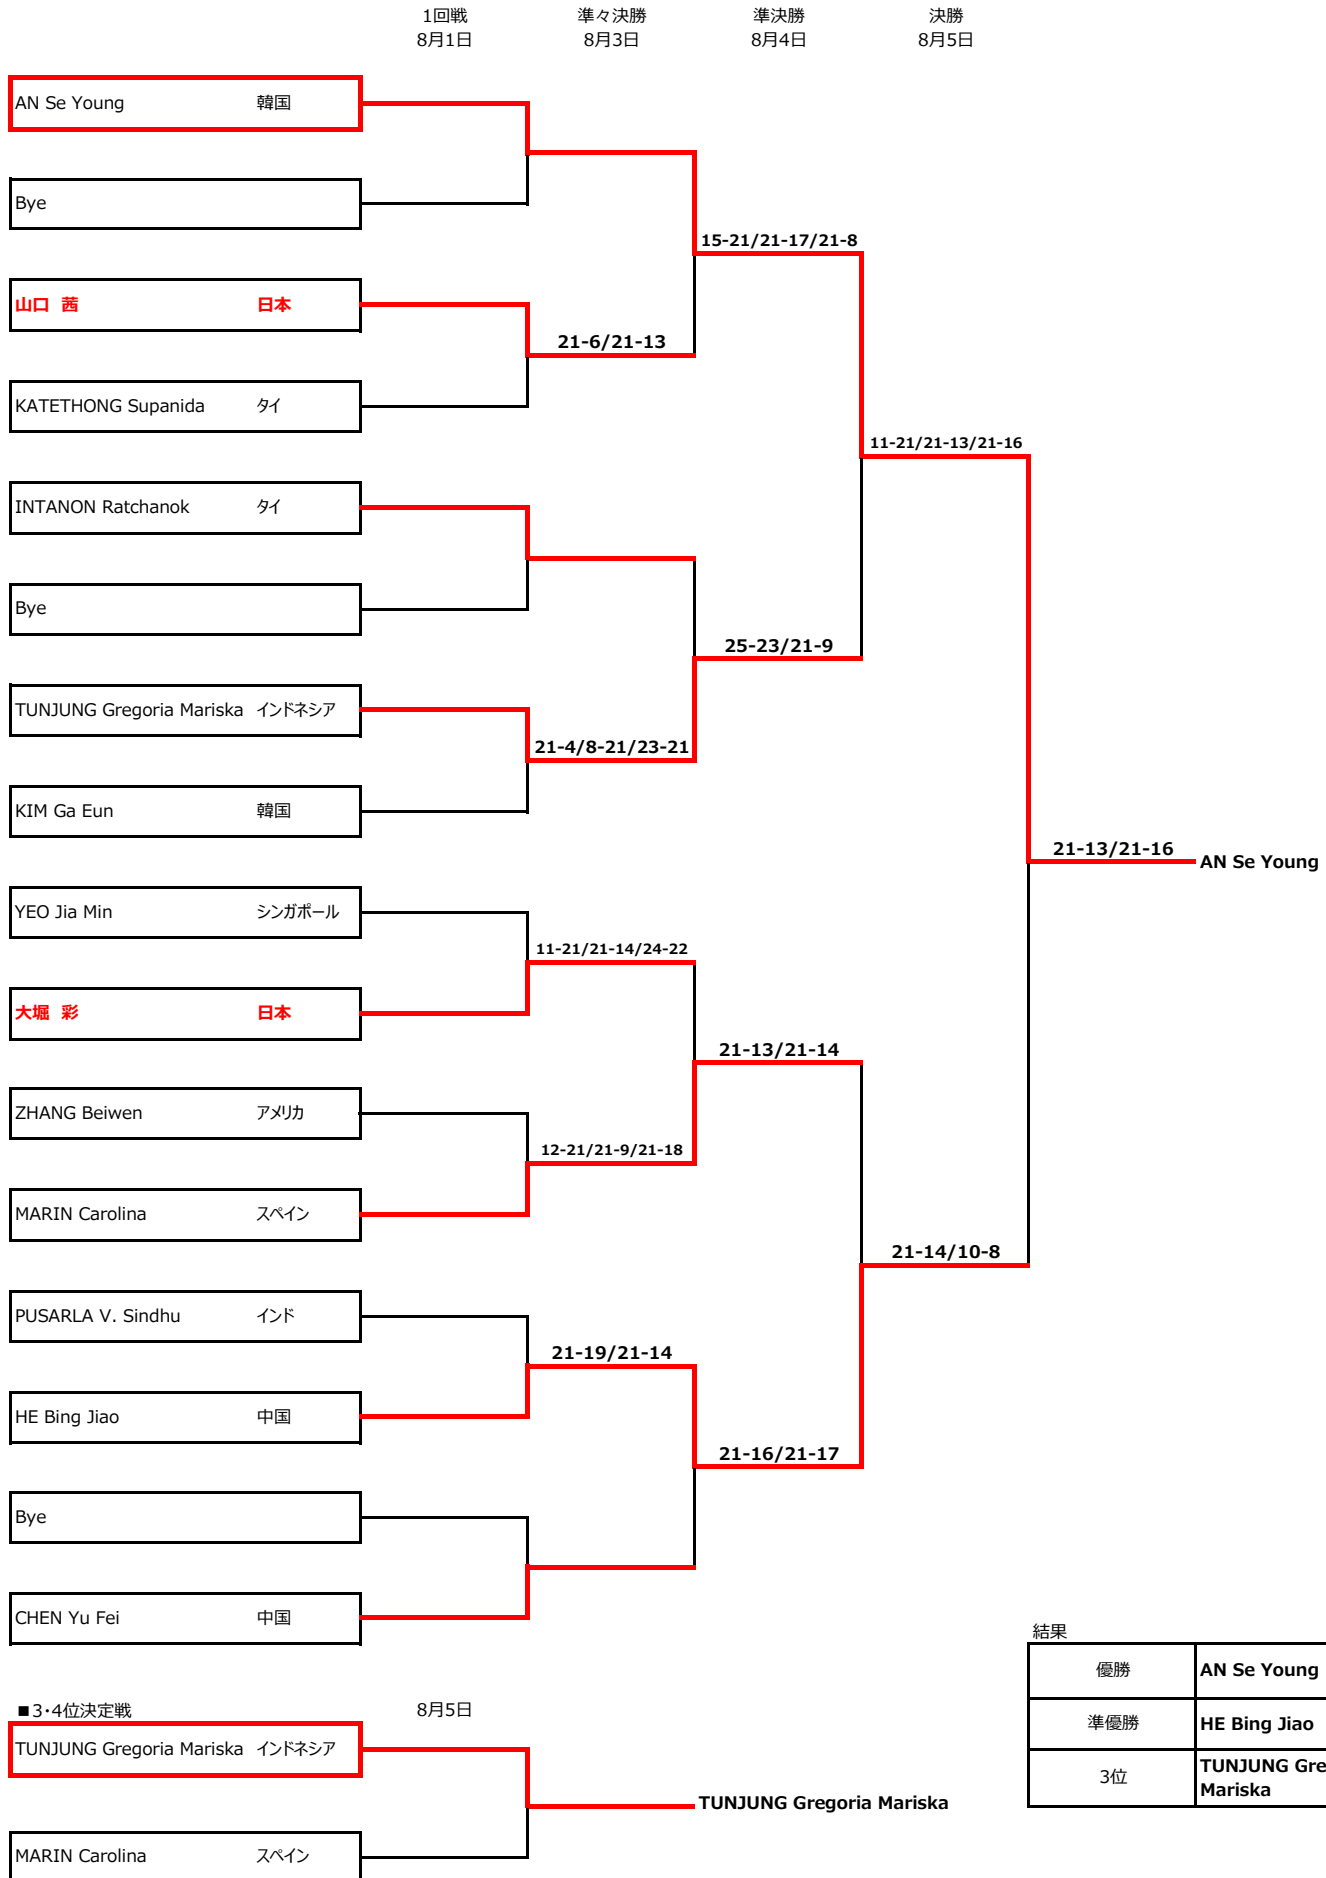 1回戦 準々決勝 準決勝 決勝
8月1日 8月3日 8月4日 8月5日
AN Se Young 韓国
Bye
15-21/21-17/21-8
山口 茜 日本
21-6/21-13
KATETHONG Supanida タイ
11-21/21-13/21-16
INTANON Ratchanok タイ
Bye
25-23/21-9
TUNJUNG Gregoria Mariska インドネシア
21-4/8-21/23-21
KIM Ga Eun 韓国
21-13/21-16
AN Se Young
YEO Jia Min シンガポール
11-21/21-14/24-22
大堀 彩 日本
21-13/21-14
ZHANG Beiwen アメリカ
12-21/21-9/21-18
MARIN Carolina スペイン
21-14/10-8
PUSARLA V. Sindhu インド
21-19/21-14
HE Bing Jiao 中国
21-16/21-17
Bye
CHEN Yu Fei 中国
結果
優勝 AN Se Young
準優勝 HE Bing Jiao
3位 TUNJUNG Gre
Mariska
■3・4位決定戦 8月5日
TUNJUNG Gregoria Mariska インドネシア
TUNJUNG Gregoria Mariska
MARIN Carolina スペイン